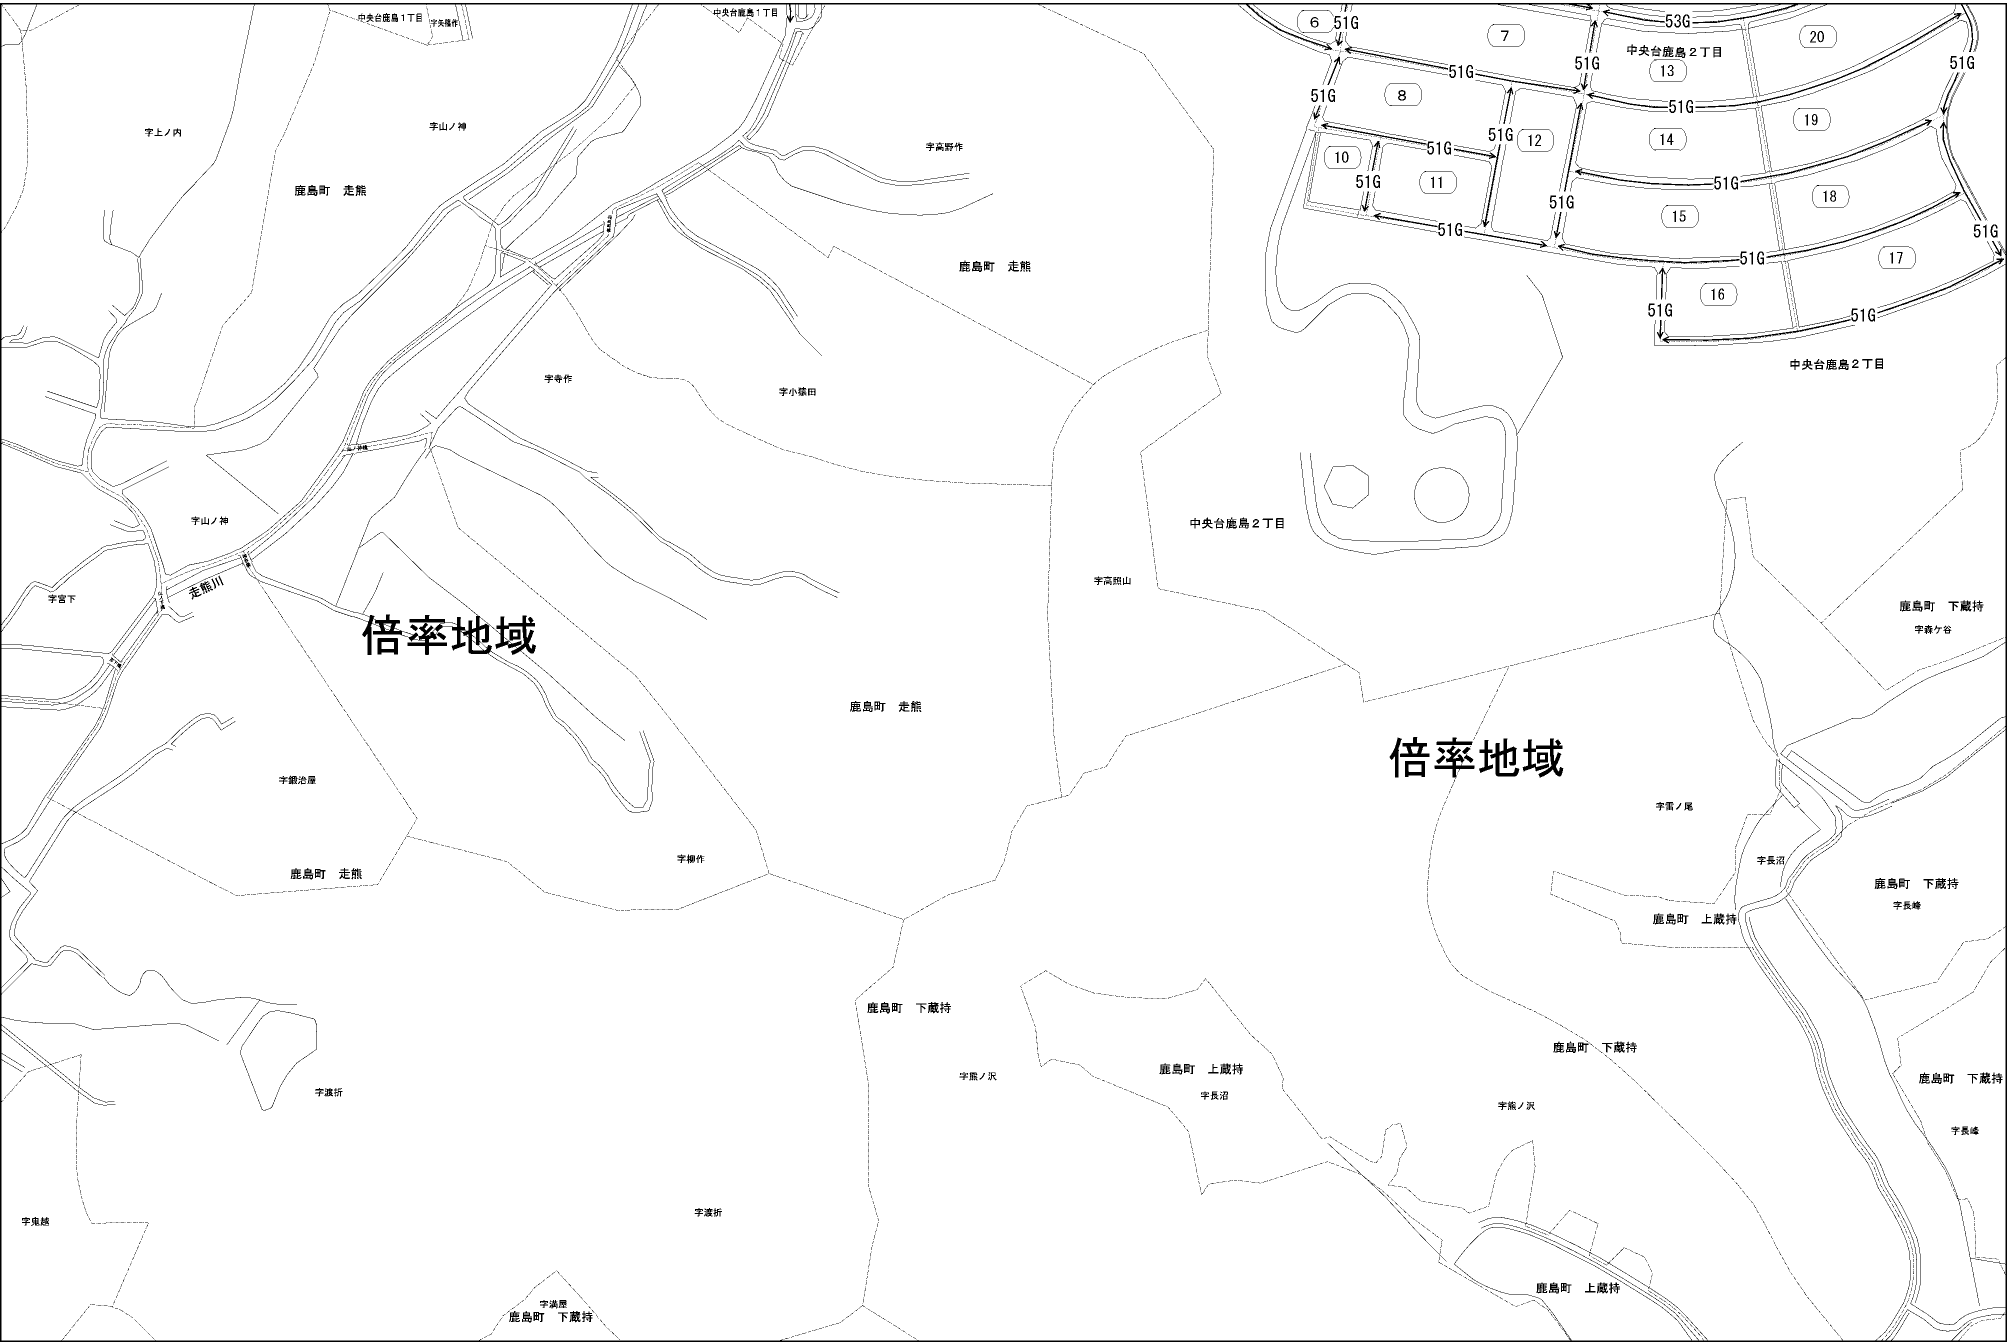 中央台鹿島1丁目
字矢篠作
中央台鹿島1丁目
6
51G
7
53G
20
中央台鹿島2丁目
13
51G
51G
51G
8
51G
51G
19
字上ノ内
字山ノ神
字高野作
51G
12
14
10
51G
11
51G
51G
鹿島町 走熊
18
51G
15
51G
51G
鹿島町 走熊
51G
17
16
51G
51G
中央台鹿島2丁目
字寺作
字小猿田
字山ノ神
中央台鹿島2丁目
字高照山
走熊川
字宮下
鹿島町 下蔵持
字森ケ谷
倍率地域
鹿島町 走熊
倍率地域
字鍛治屋
字雷ノ尾
字柳作
字長沼
鹿島町 走熊
鹿島町 下蔵持
字長峰
鹿島町 上蔵持
鹿島町 下蔵持
鹿島町 下蔵持
鹿島町 上蔵持
字長沼
字熊ノ沢
鹿島町 下蔵持
字渡折
字熊ノ沢
字長峰
字渡折
字鬼越
鹿島町 上蔵持
字満屋
鹿島町 下蔵持